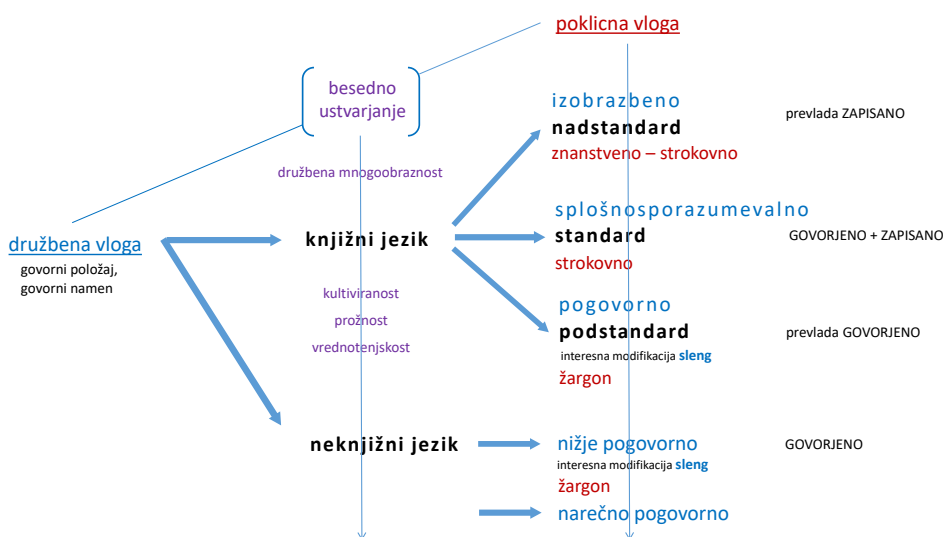 poklicna vloga
besedno
ustvarjanje
izobrazbeno
nadstandard
znanstveno – strokovno
prevlada ZAPISANO
družbena mnogoobraznost
družbena vloga
govorni položaj,
govorni namen
knjižni jezik
splošnosporazumevalno
standard
strokovno
GOVORJENO + ZAPISANO
kultiviranost
prožnost
vrednotenjskost
pogovorno
podstandard
interesna modifikacija sleng
žargon
prevlada GOVORJENO
neknjižni jezik
nižje pogovorno
interesna modifikacija sleng
žargon
GOVORJENO
narečno pogovorno